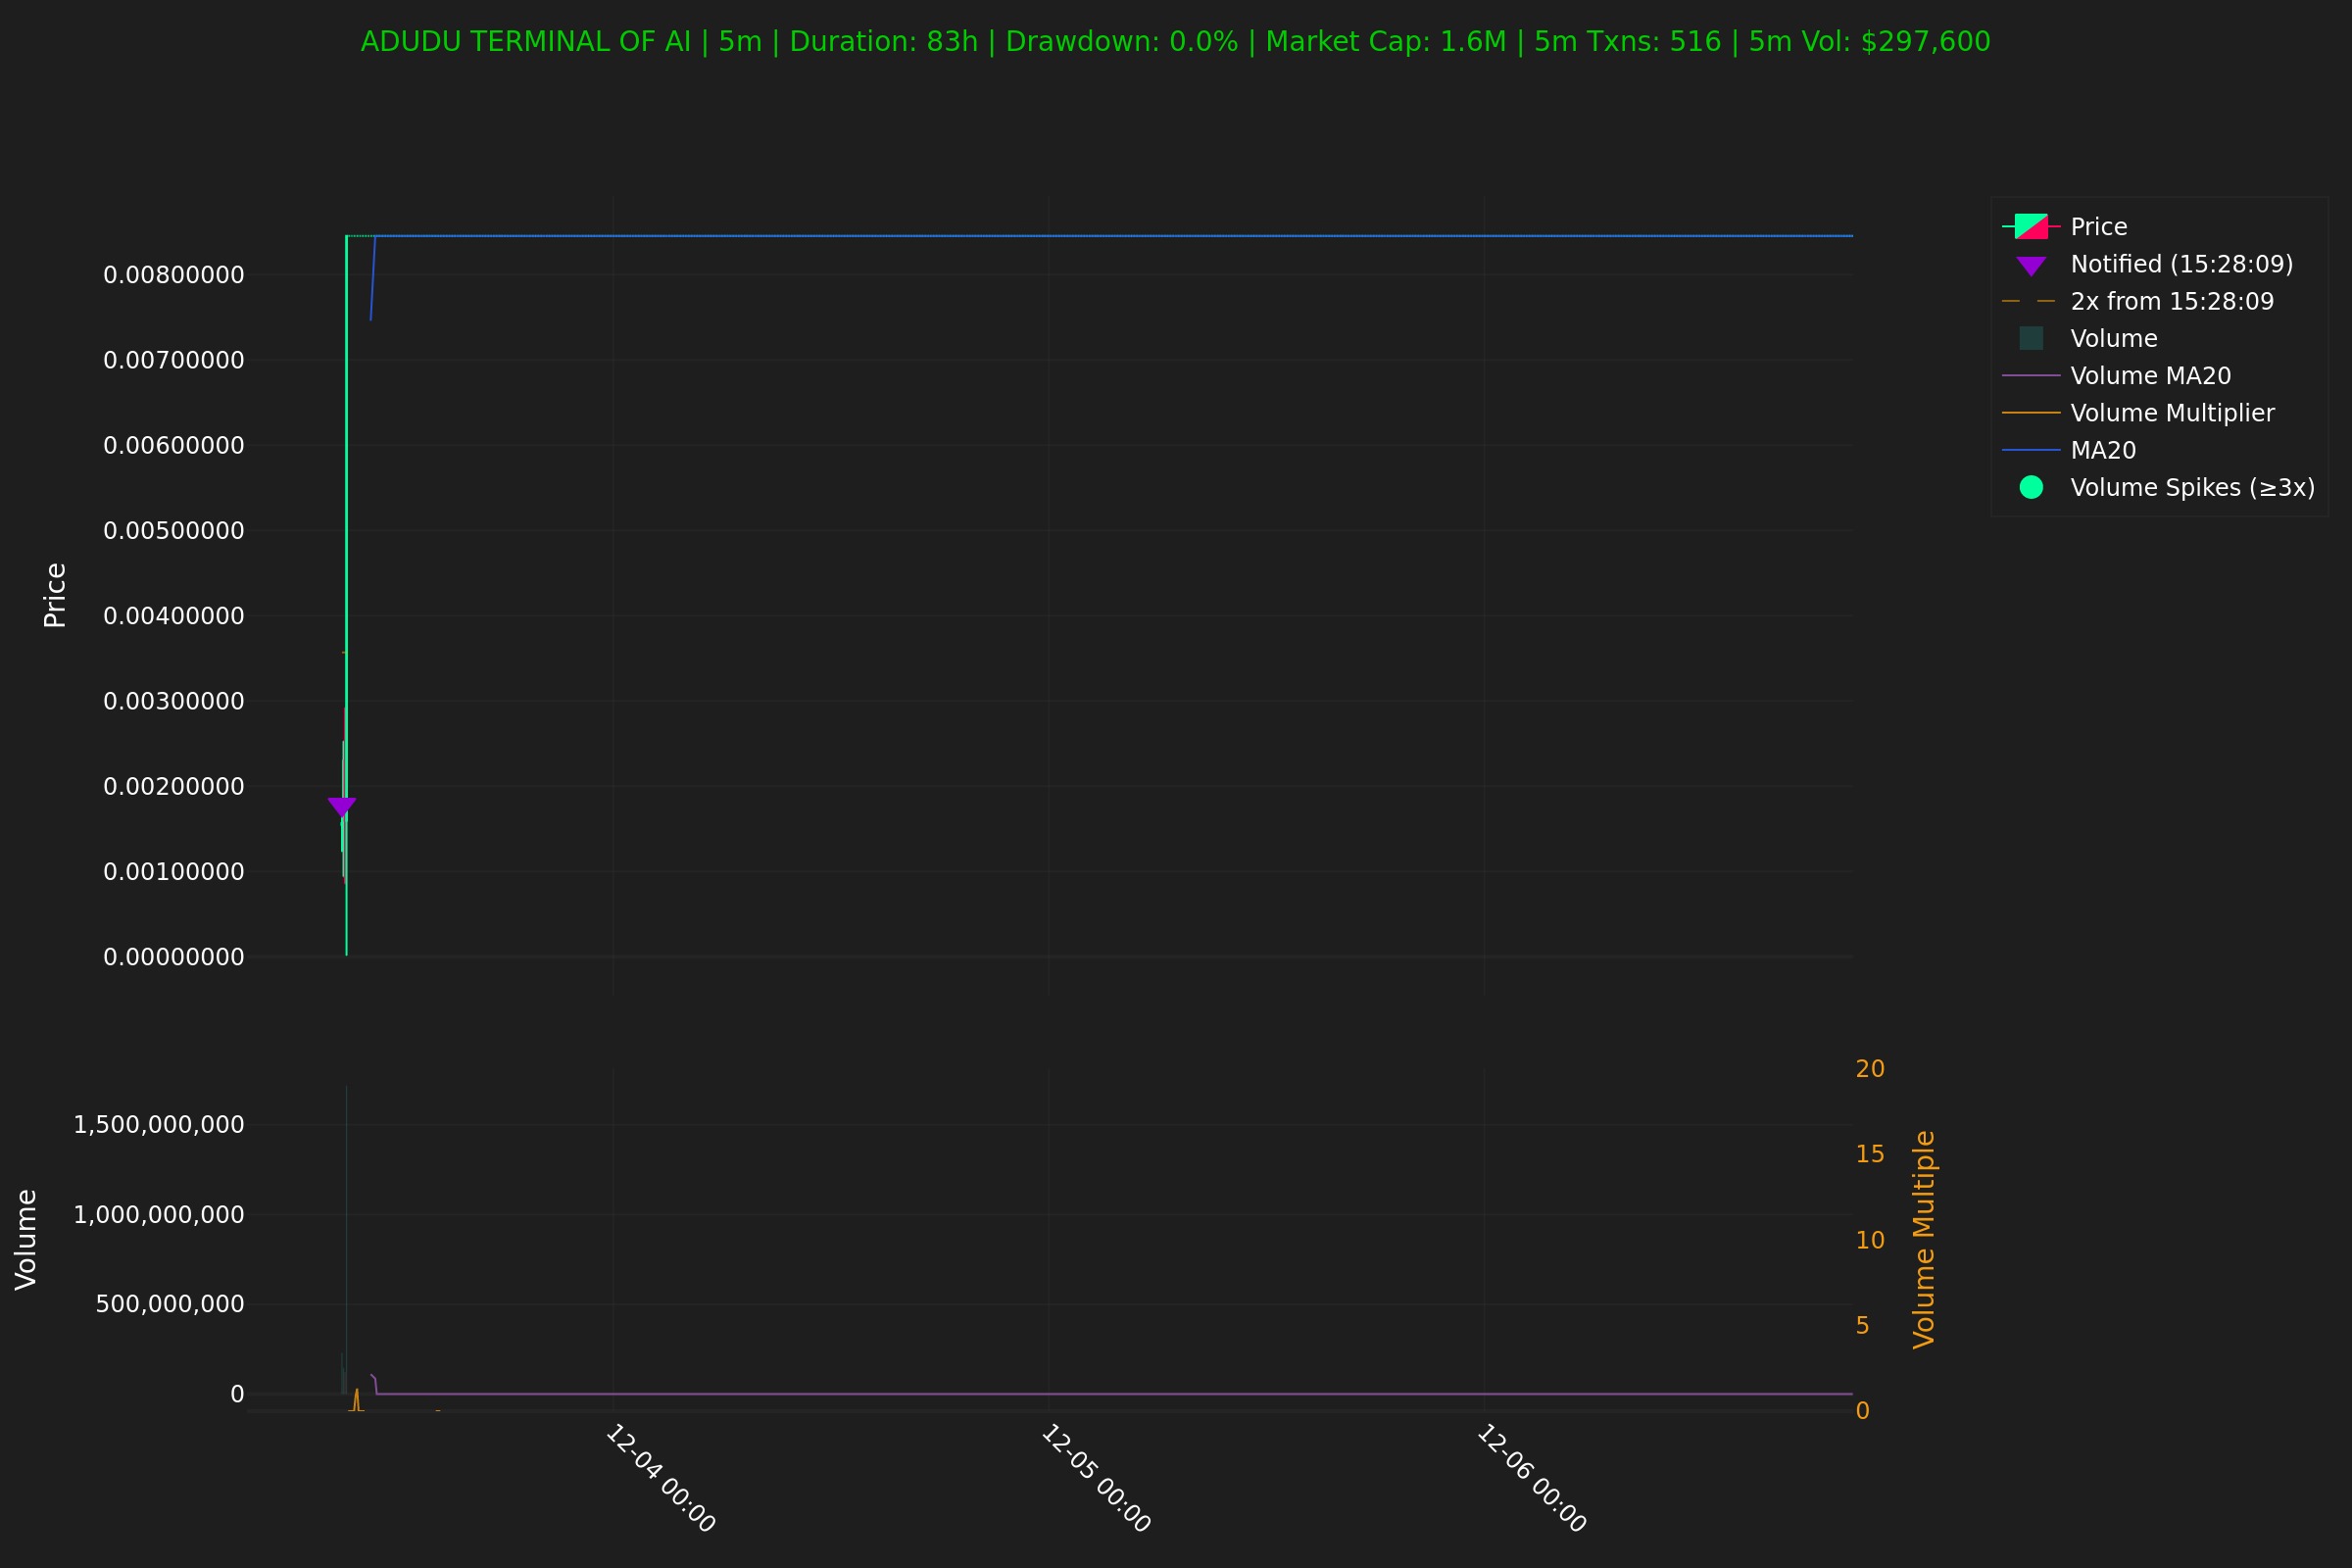 ADUDU TERMINAL OF AI | 5m | Duration: 83h | Drawdown: 0.0% | Market Cap: 1.6M | 5m Txns: 516 | 5m Vol: $297,600
Price
0.00800000
0.00700000
0.00600000
0.00500000
0.00400000
0.00300000
0.00200000
0.00100000
0.00000000
Price
Notified (15:28:09)
2x from 15:28:09
Volume
Volume MA20
Volume Multiplier
MA20
Volume Spikes (≥3x)
Volume
1,500,000,000
1,000,000,000
500,000,000
0
20
15
10
5
0
Volume Multiple
12-04 00:00
12-05 00:00
12-06 00:00